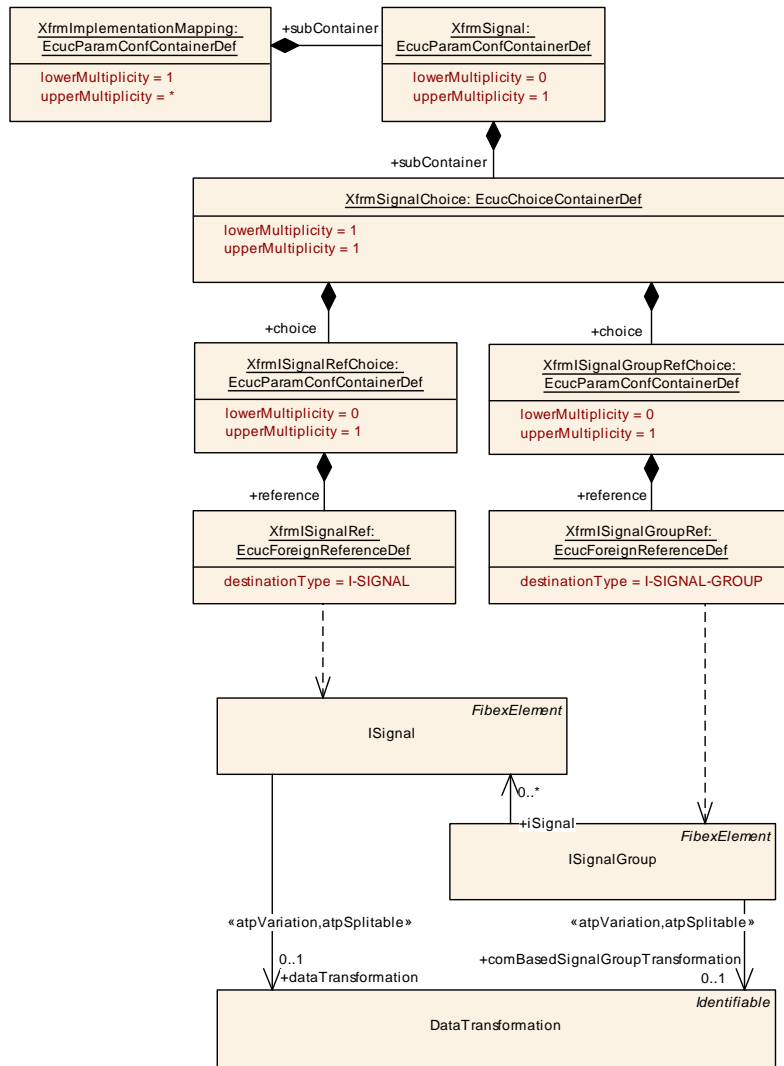 XfrmImplementationMapping:
EcucParamConfContainerDef
lowerMultiplicity = 1
upperMultiplicity = *
+subContainer
XfrmSignal:
EcucParamConfContainerDef
lowerMultiplicity = 0
upperMultiplicity = 1
+subContainer
XfrmSignalChoice: EcucChoiceContainerDef
lowerMultiplicity = 1
upperMultiplicity = 1
+choice
+choice
XfrmISignalRefChoice:
EcucParamConfContainerDef
lowerMultiplicity = 0
upperMultiplicity = 1
XfrmISignalGroupRefChoice:
EcucParamConfContainerDef
lowerMultiplicity = 0
upperMultiplicity = 1
+reference
+reference
XfrmISignalRef:
EcucForeignReferenceDef
destinationType = I-SIGNAL
XfrmISignalGroupRef:
EcucForeignReferenceDef
destinationType = I-SIGNAL-GROUP
FibexElement
ISignal
0..*
+iSignal
FibexElement
ISignalGroup
«atpVariation,atpSplitable»
0..1
+dataTransformation
«atpVariation,atpSplitable»
+comBasedSignalGroupTransformation
0..1
Identifiable
DataTransformation